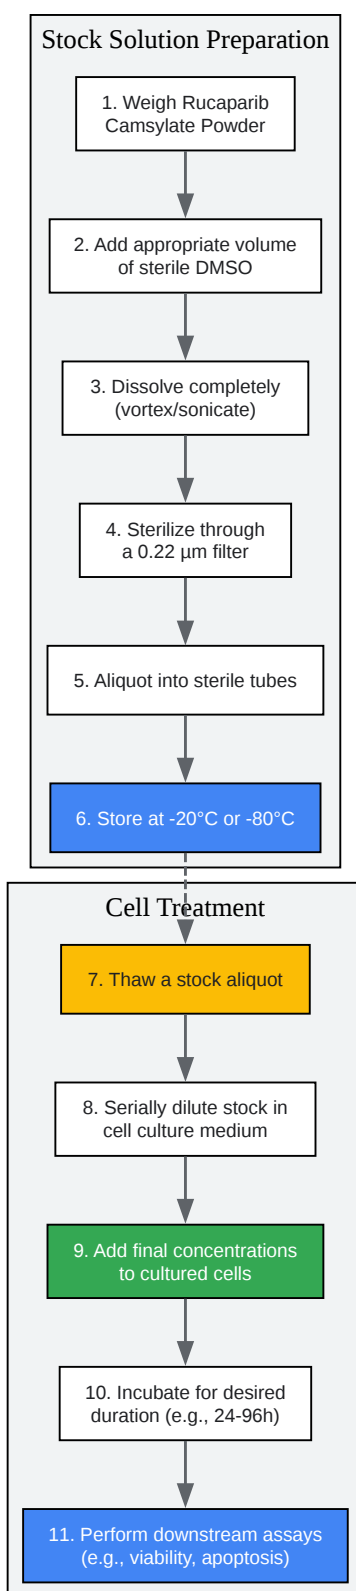 Stock Solution Preparation
1. Weigh Rucaparib
Camsylate Powder
2. Add appropriate volume
of sterile DMSO
3. Dissolve completely
(vortex/sonicate)
4. Sterilize through
a 0.22 µm filter
5. Aliquot into sterile tubes
6. Store at -20°C or -80°C
Cell Treatment
7. Thaw a stock aliquot
8. Serially dilute stock in
cell culture medium
9. Add final concentrations
to cultured cells
10. Incubate for desired
duration (e.g., 24-96h)
11. Perform downstream assays
(e.g., viability, apoptosis)